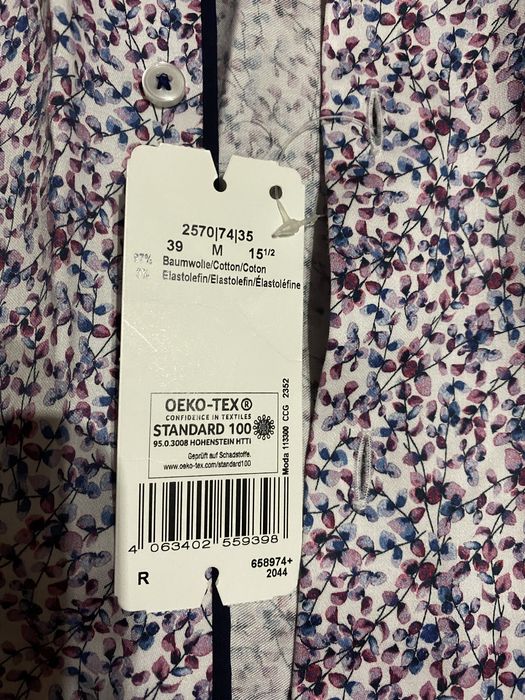 2570|74|35
39 M 15 1/2
97% Baumwolle/Cotton/Coton
Elastolefin/Elastolefin/Élastoléfine
OEKO-TEX®
CONFIDENCE IN TEXTILES
STANDARD 100
95.0.3008 HOHENSTEIN HTTI
Geprüft auf Schadstoffe.
www.oeko-tex.com/standard100
Moda 113300 CCG 2352
4 063402 559398
R
658974+
2044